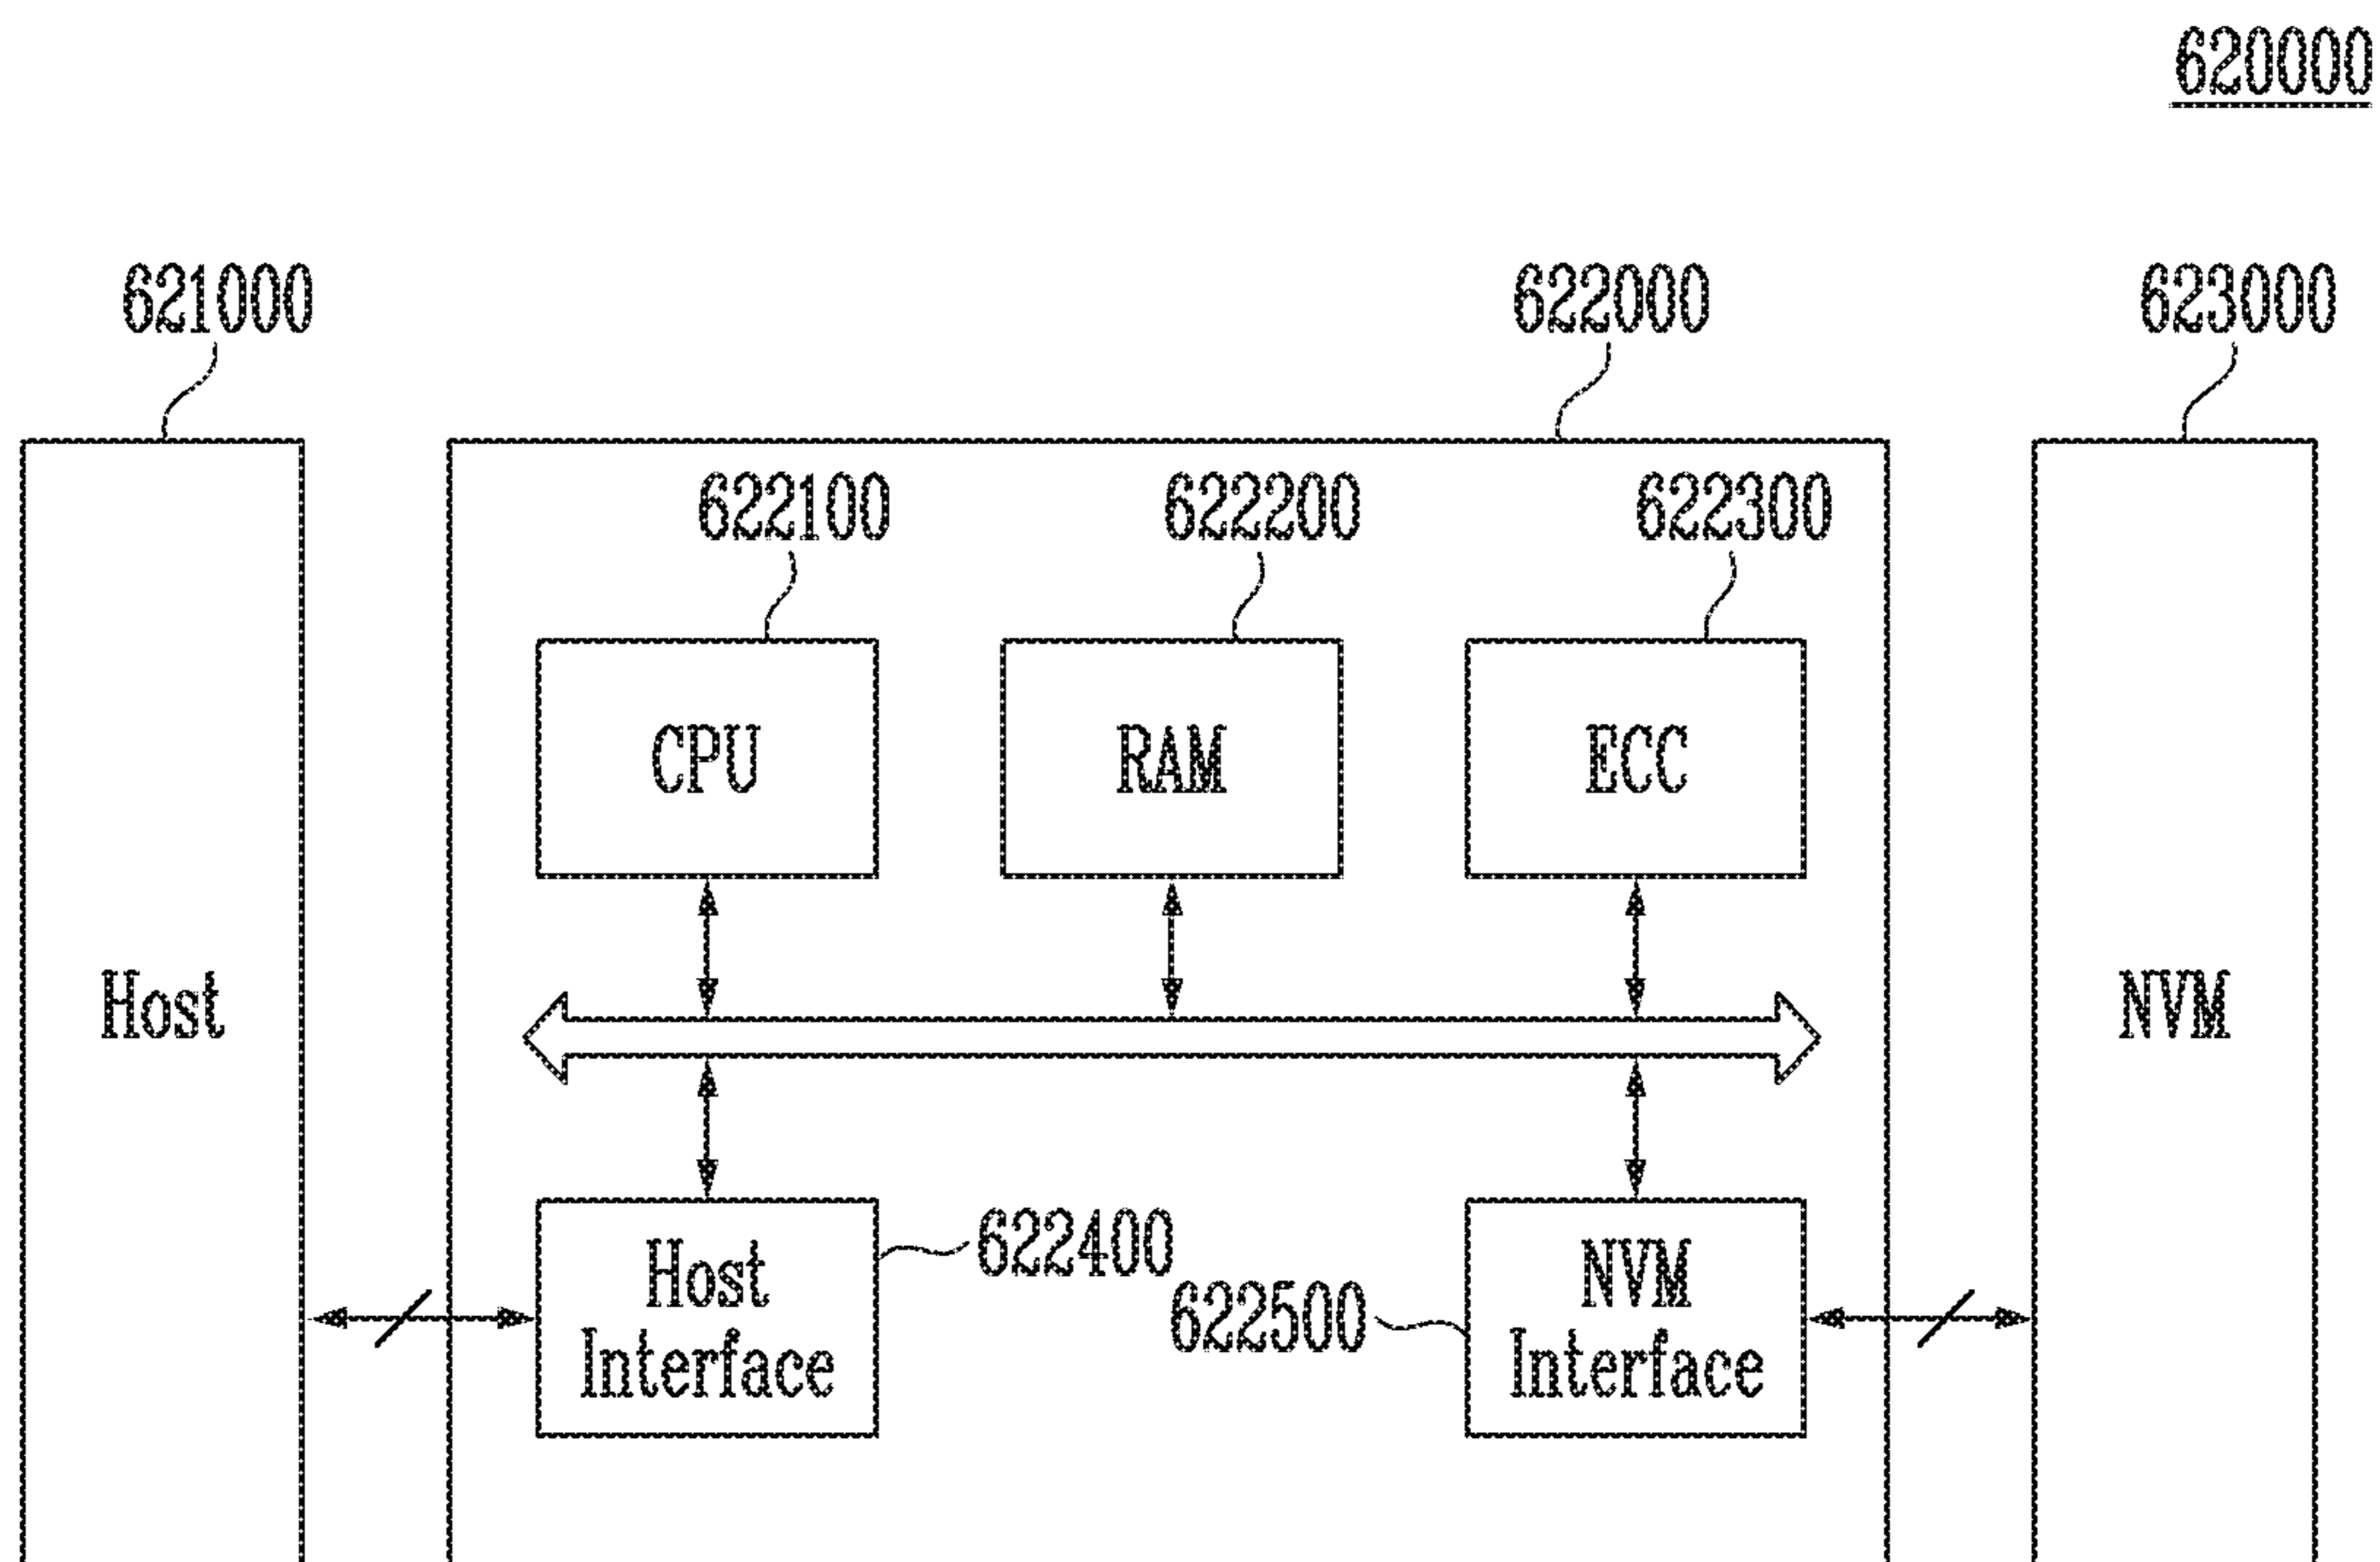 620000
621000
622000
623000
622100
622200
622300
CPU
RAM
ECC
Host
NVM
622400
622500
Host
Interface
NVM
Interface